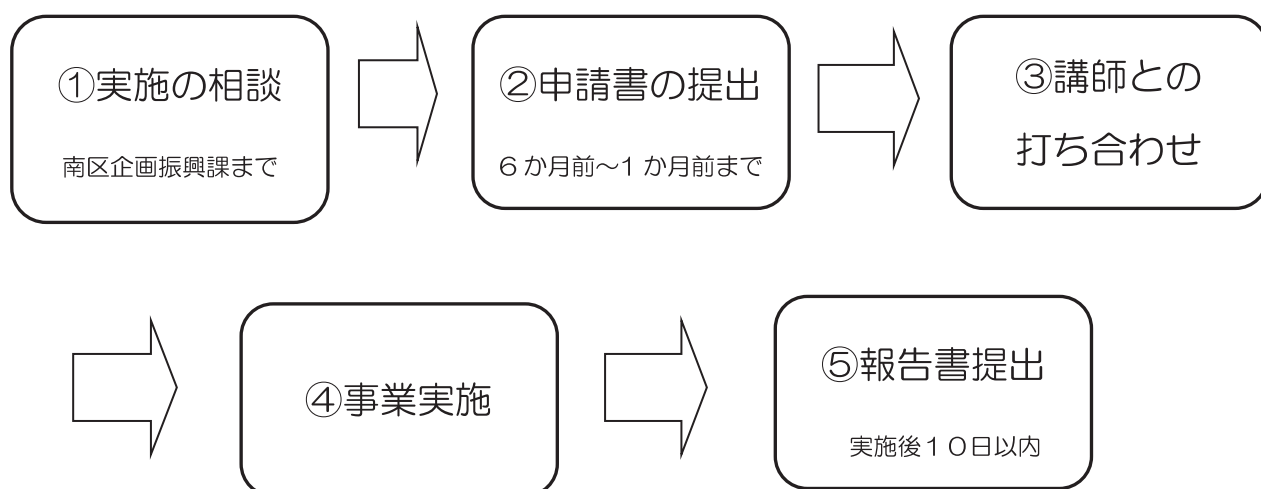 ①実施の相談
南区企画振興課まで
②申請書の提出
6か月前~1か月前まで
③講師との
打ち合わせ
④事業実施
⑤報告書提出
実施後10日以内